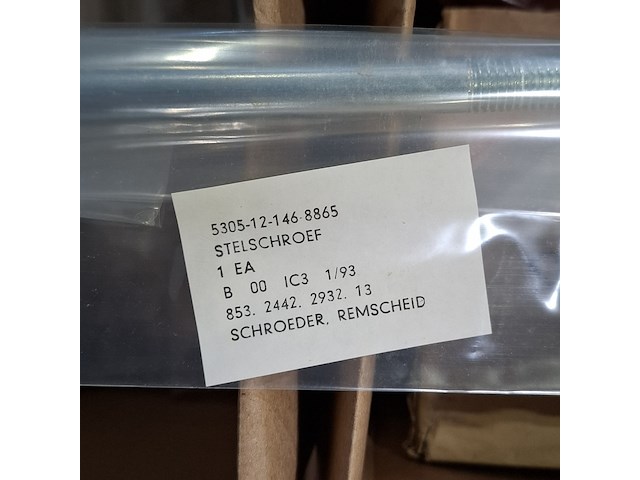 5305-12-146-8865
STELSCHROEF
1 EA
B 00 IC3 1/93
853. 2442. 2932. 13
SCHROEDER, REMSCHEID